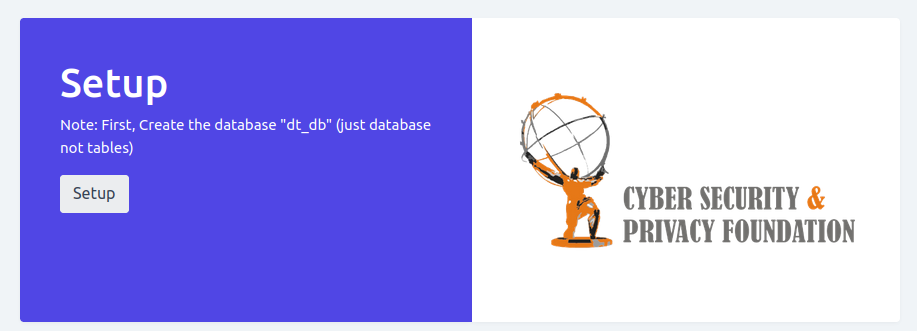 Setup
Note: First, Create the database "dt_db" (just database
not tables)
Setup
CYBER SECURITY &
PRIVACY FOUNDATION